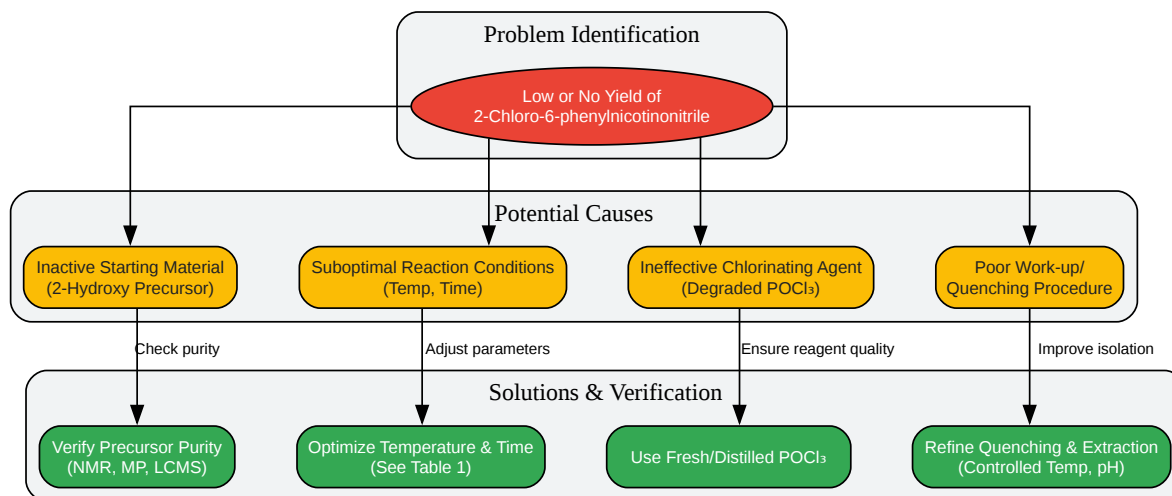 Problem Identification
Low or No Yield of
2-Chloro-6-phenylnicotinonitrile
Potential Causes
Inactive Starting Material
(2-Hydroxy Precursor)
Suboptimal Reaction Conditions
(Temp, Time)
Ineffective Chlorinating Agent
(Degraded POCl₃)
Poor Work-up/
Quenching Procedure
Check purity
Adjust parameters
Ensure reagent quality
Improve isolation
Solutions & Verification
Verify Precursor Purity
(NMR, MP, LCMS)
Optimize Temperature & Time
(See Table 1)
Use Fresh/Distilled POCl₃
Refine Quenching & Extraction
(Controlled Temp, pH)